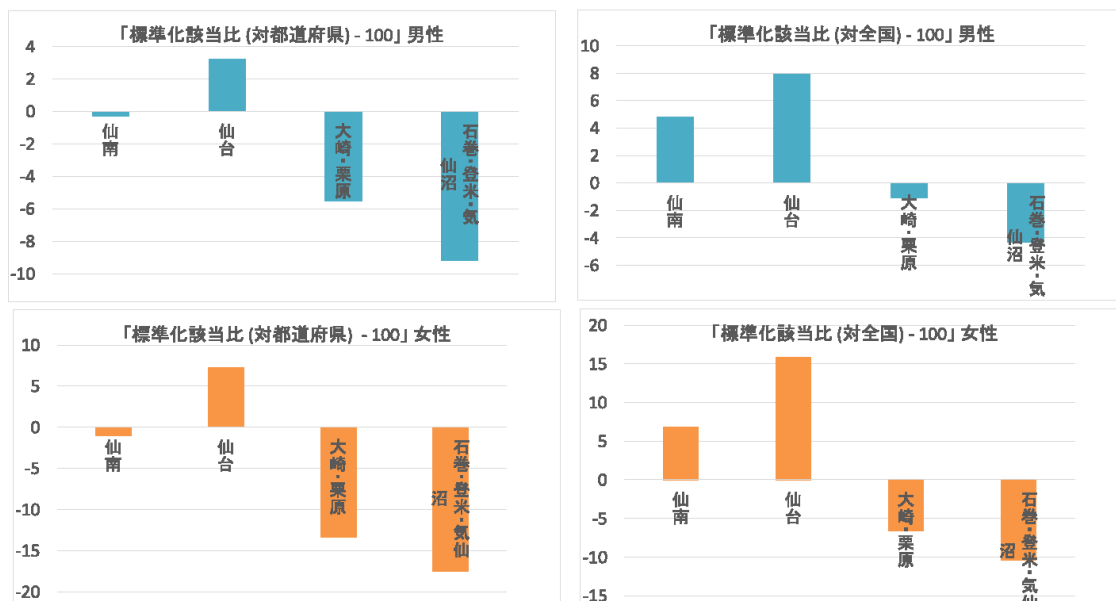 「標準化該当比 (対都道府県) - 100」 男性
4
2
0
-2
-4
-6
-8
-10
仙南
仙台
大崎・栗原
石巻・登米・気仙沼
「標準化該当比 (対全国) - 100」 男性
10
8
6
4
2
0
-2
-4
-6
仙南
仙台
大崎・栗原
石巻・登米・気仙沼
「標準化該当比 (対都道府県) - 100」 女性
10
5
0
-5
-10
-15
-20
仙南
仙台
大崎・栗原
石巻・登米・気仙沼
「標準化該当比 (対全国) - 100」 女性
20
15
10
5
0
-5
-10
-15
仙南
仙台
大崎・栗原
石巻・登米・気仙沼